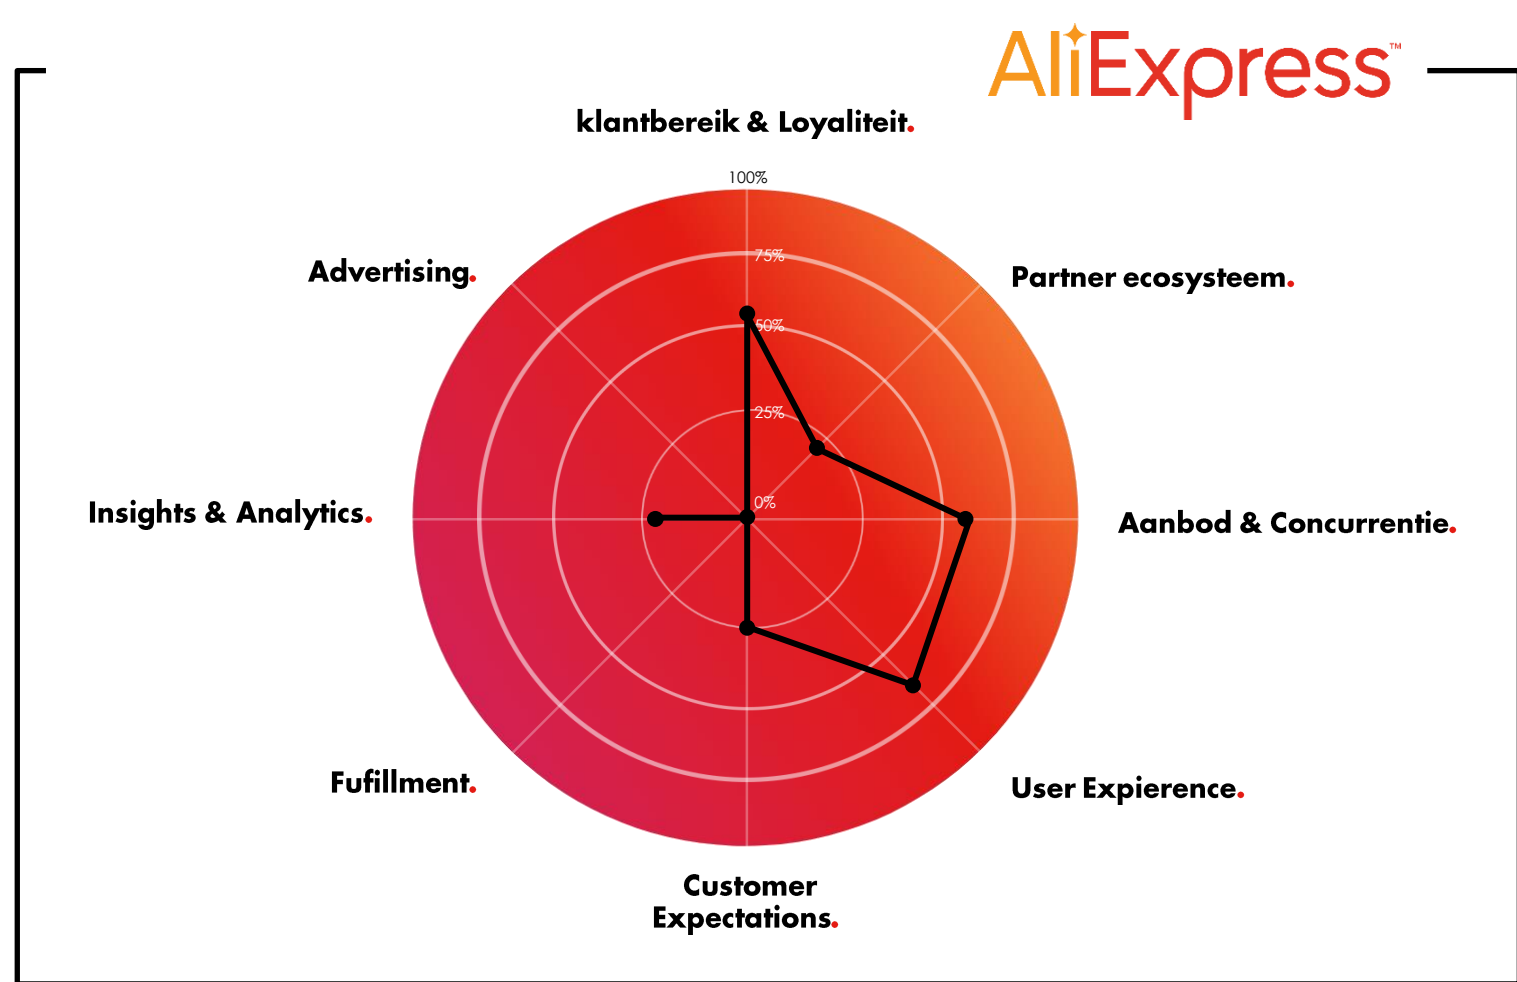 AliExpress™
klantbereik & Loyaliteit.
100%
75%
Advertising.
Partner ecosysteem.
50%
25%
0%
Insights & Analytics.
Aanbod & Concurrentie.
Fufillment.
User Expierence.
Customer
Expectations.